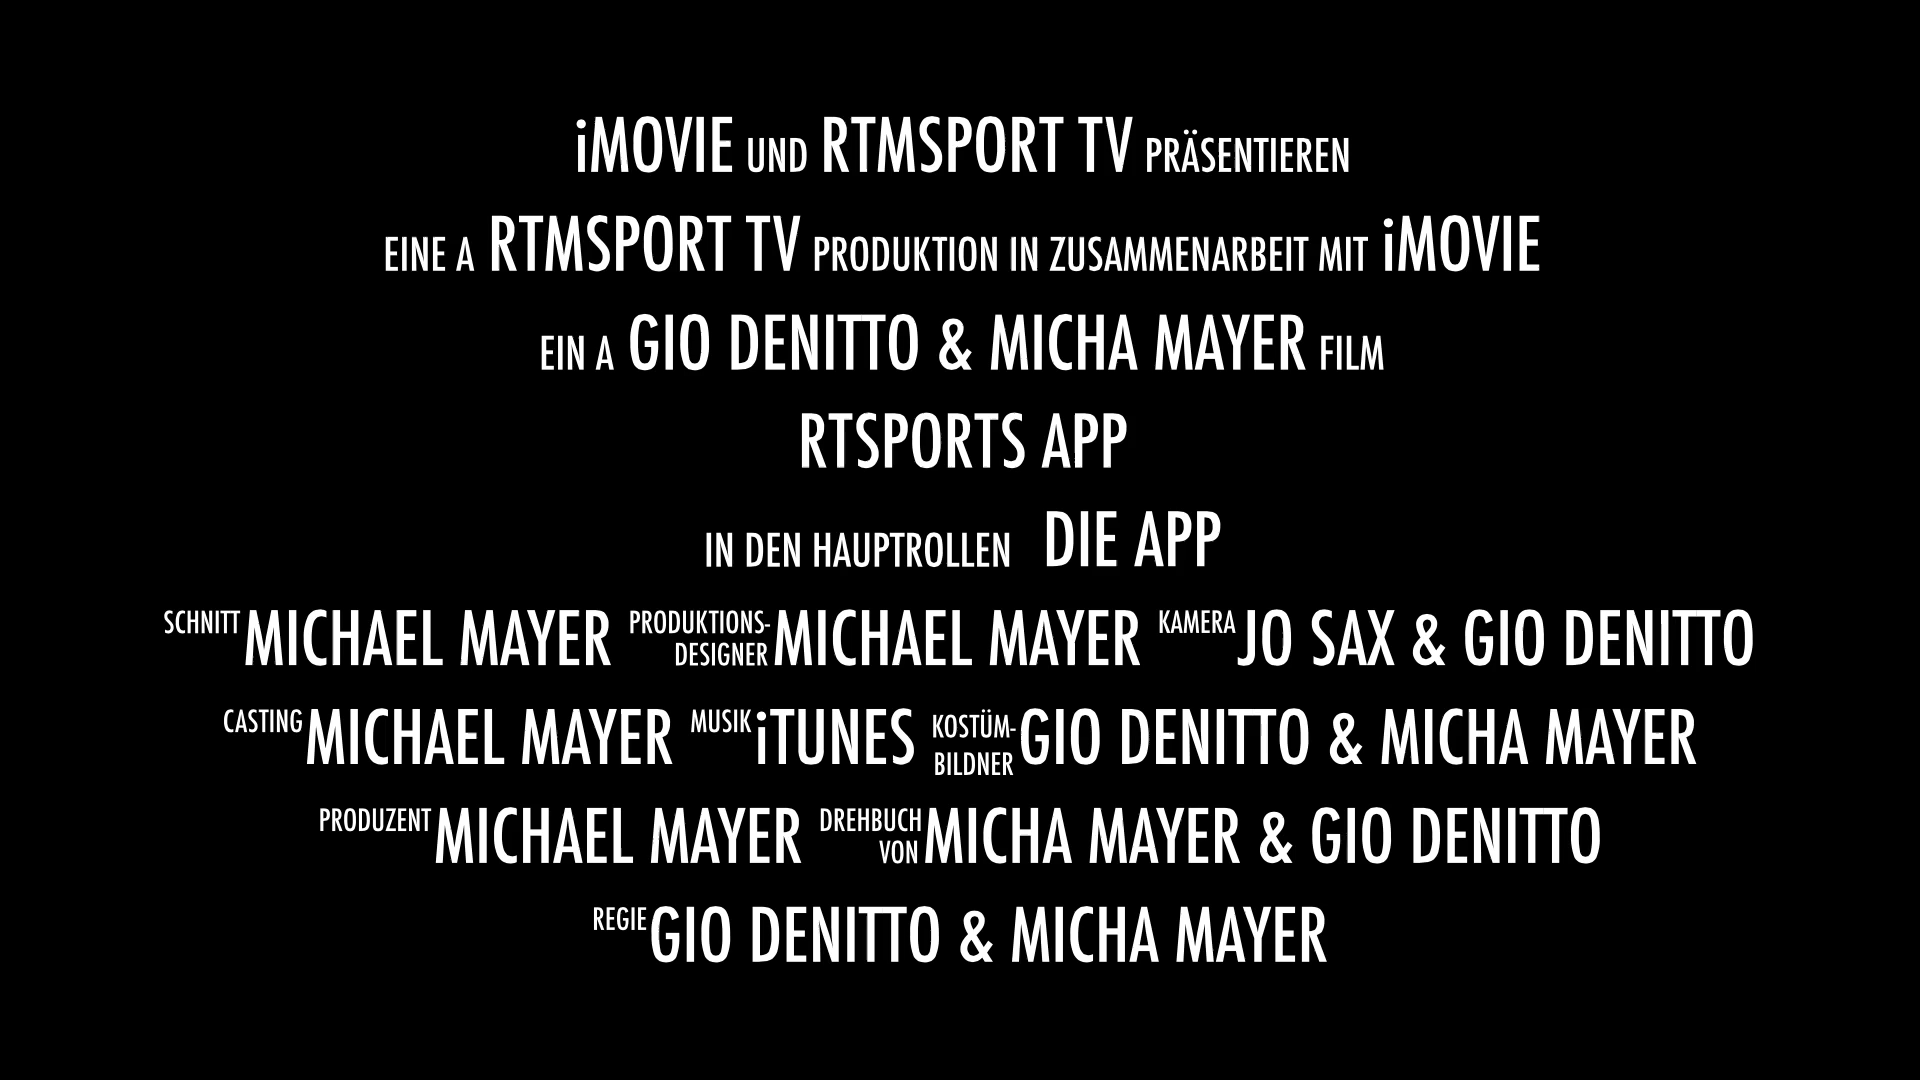 iMOVIE UND RTMSPORT TV PRÄSENTIEREN
EINE A RTMSPORT TV PRODUKTION IN ZUSAMMENARBEIT MIT iMOVIE
EIN A GIO DENITTO & MICHA MAYER FILM
RTSPORTS APP
IN DEN HAUPTROLLEN DIE APP
SCHNITT MICHAEL MAYER PRODUKTIONS-DESIGNER MICHAEL MAYER KAMERA JO SAX & GIO DENITTO
CASTING MICHAEL MAYER MUSIK iTUNES KOSTÜM-BILDNER GIO DENITTO & MICHA MAYER
PRODUZENT MICHAEL MAYER DREHBUCH VON MICHA MAYER & GIO DENITTO
REGIE GIO DENITTO & MICHA MAYER